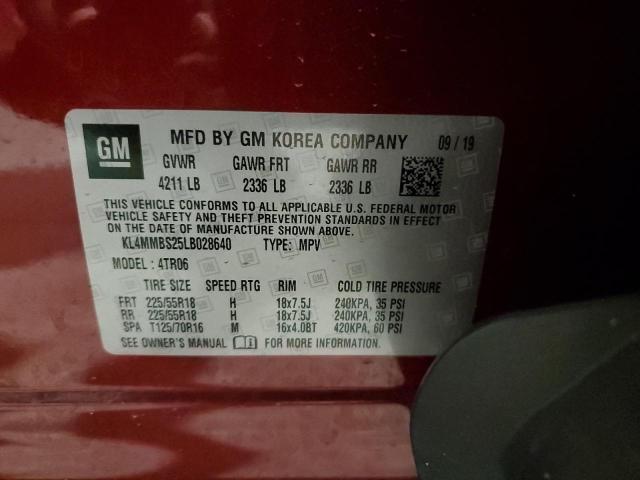 GM
MFD BY GM KOREA COMPANY 09 / 19
GVWR GAWR FRT GAWR RR
4211 LB 2336 LB 2336 LB
THIS VEHICLE CONFORMS TO ALL APPLICABLE U.S. FEDERAL MOTOR
VEHICLE SAFETY AND THEFT PREVENTION STANDARDS IN EFFECT
ON THE DATE OF MANUFACTURE SHOWN ABOVE.
KL4MMBS25LB028640 TYPE: MPV
MODEL : 4TR06
TIRE SIZE SPEED RTG RIM COLD TIRE PRESSURE
FRT 225/55R18 H 18x7.5J 240KPA, 35 PSI
RR 225/55R18 H 18x7.5J 240KPA, 35 PSI
SPA T125/70R16 M 16x4.0BT 420KPA, 60 PSI
SEE OWNER'S MANUAL FOR MORE INFORMATION.